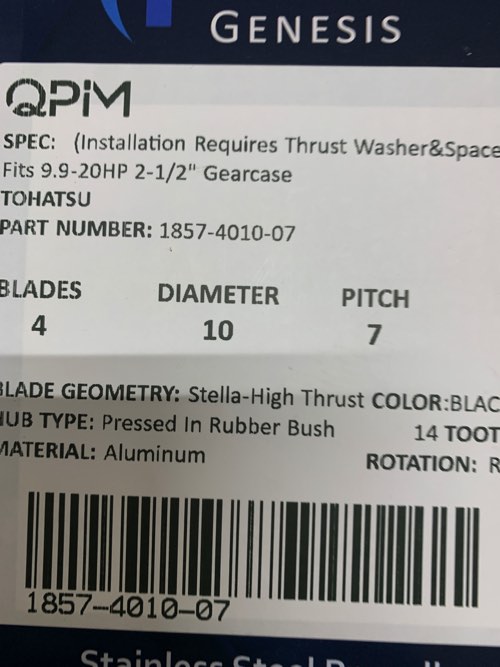 GENESIS
QPiM
SPEC: (Installation Requires Thrust Washer&Space
Fits 9.9-20HP 2-1/2" Gearcase
TOHATSU
PART NUMBER: 1857-4010-07
BLADES DIAMETER PITCH
4 10 7
BLADE GEOMETRY: Stella-High Thrust COLOR:BLAC
HUB TYPE: Pressed In Rubber Bush 14 TOOT
MATERIAL: Aluminum ROTATION: R
1857-4010-07
Stainless Steel